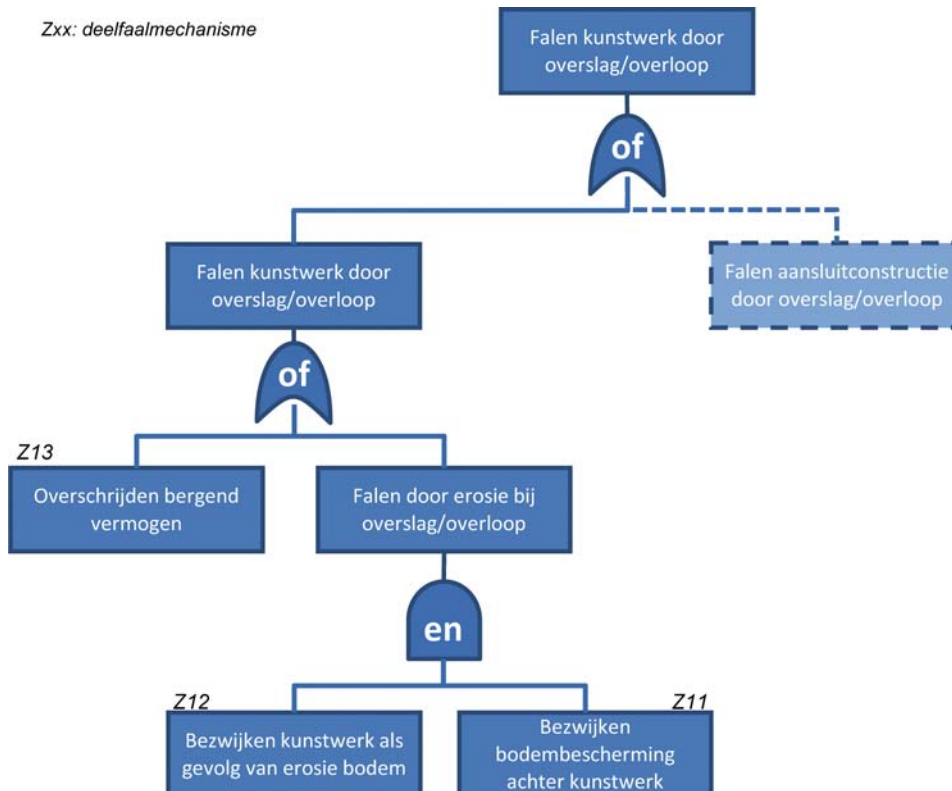 Zxx: deelfaalmechanisme
Falen kunstwerk door
overslag/overloop
of
Falen kunstwerk door
overslag/overloop
Falen aansluitconstructie
door overslag/overloop
of
Z13
Overschrijden bergend
vermogen
Falen door erosie bij
overslag/overloop
en
Z12
Bezwijken kunstwerk als
gevolg van erosie bodem
Z11
Bezwijken
bodembescherming
achter kunstwerk